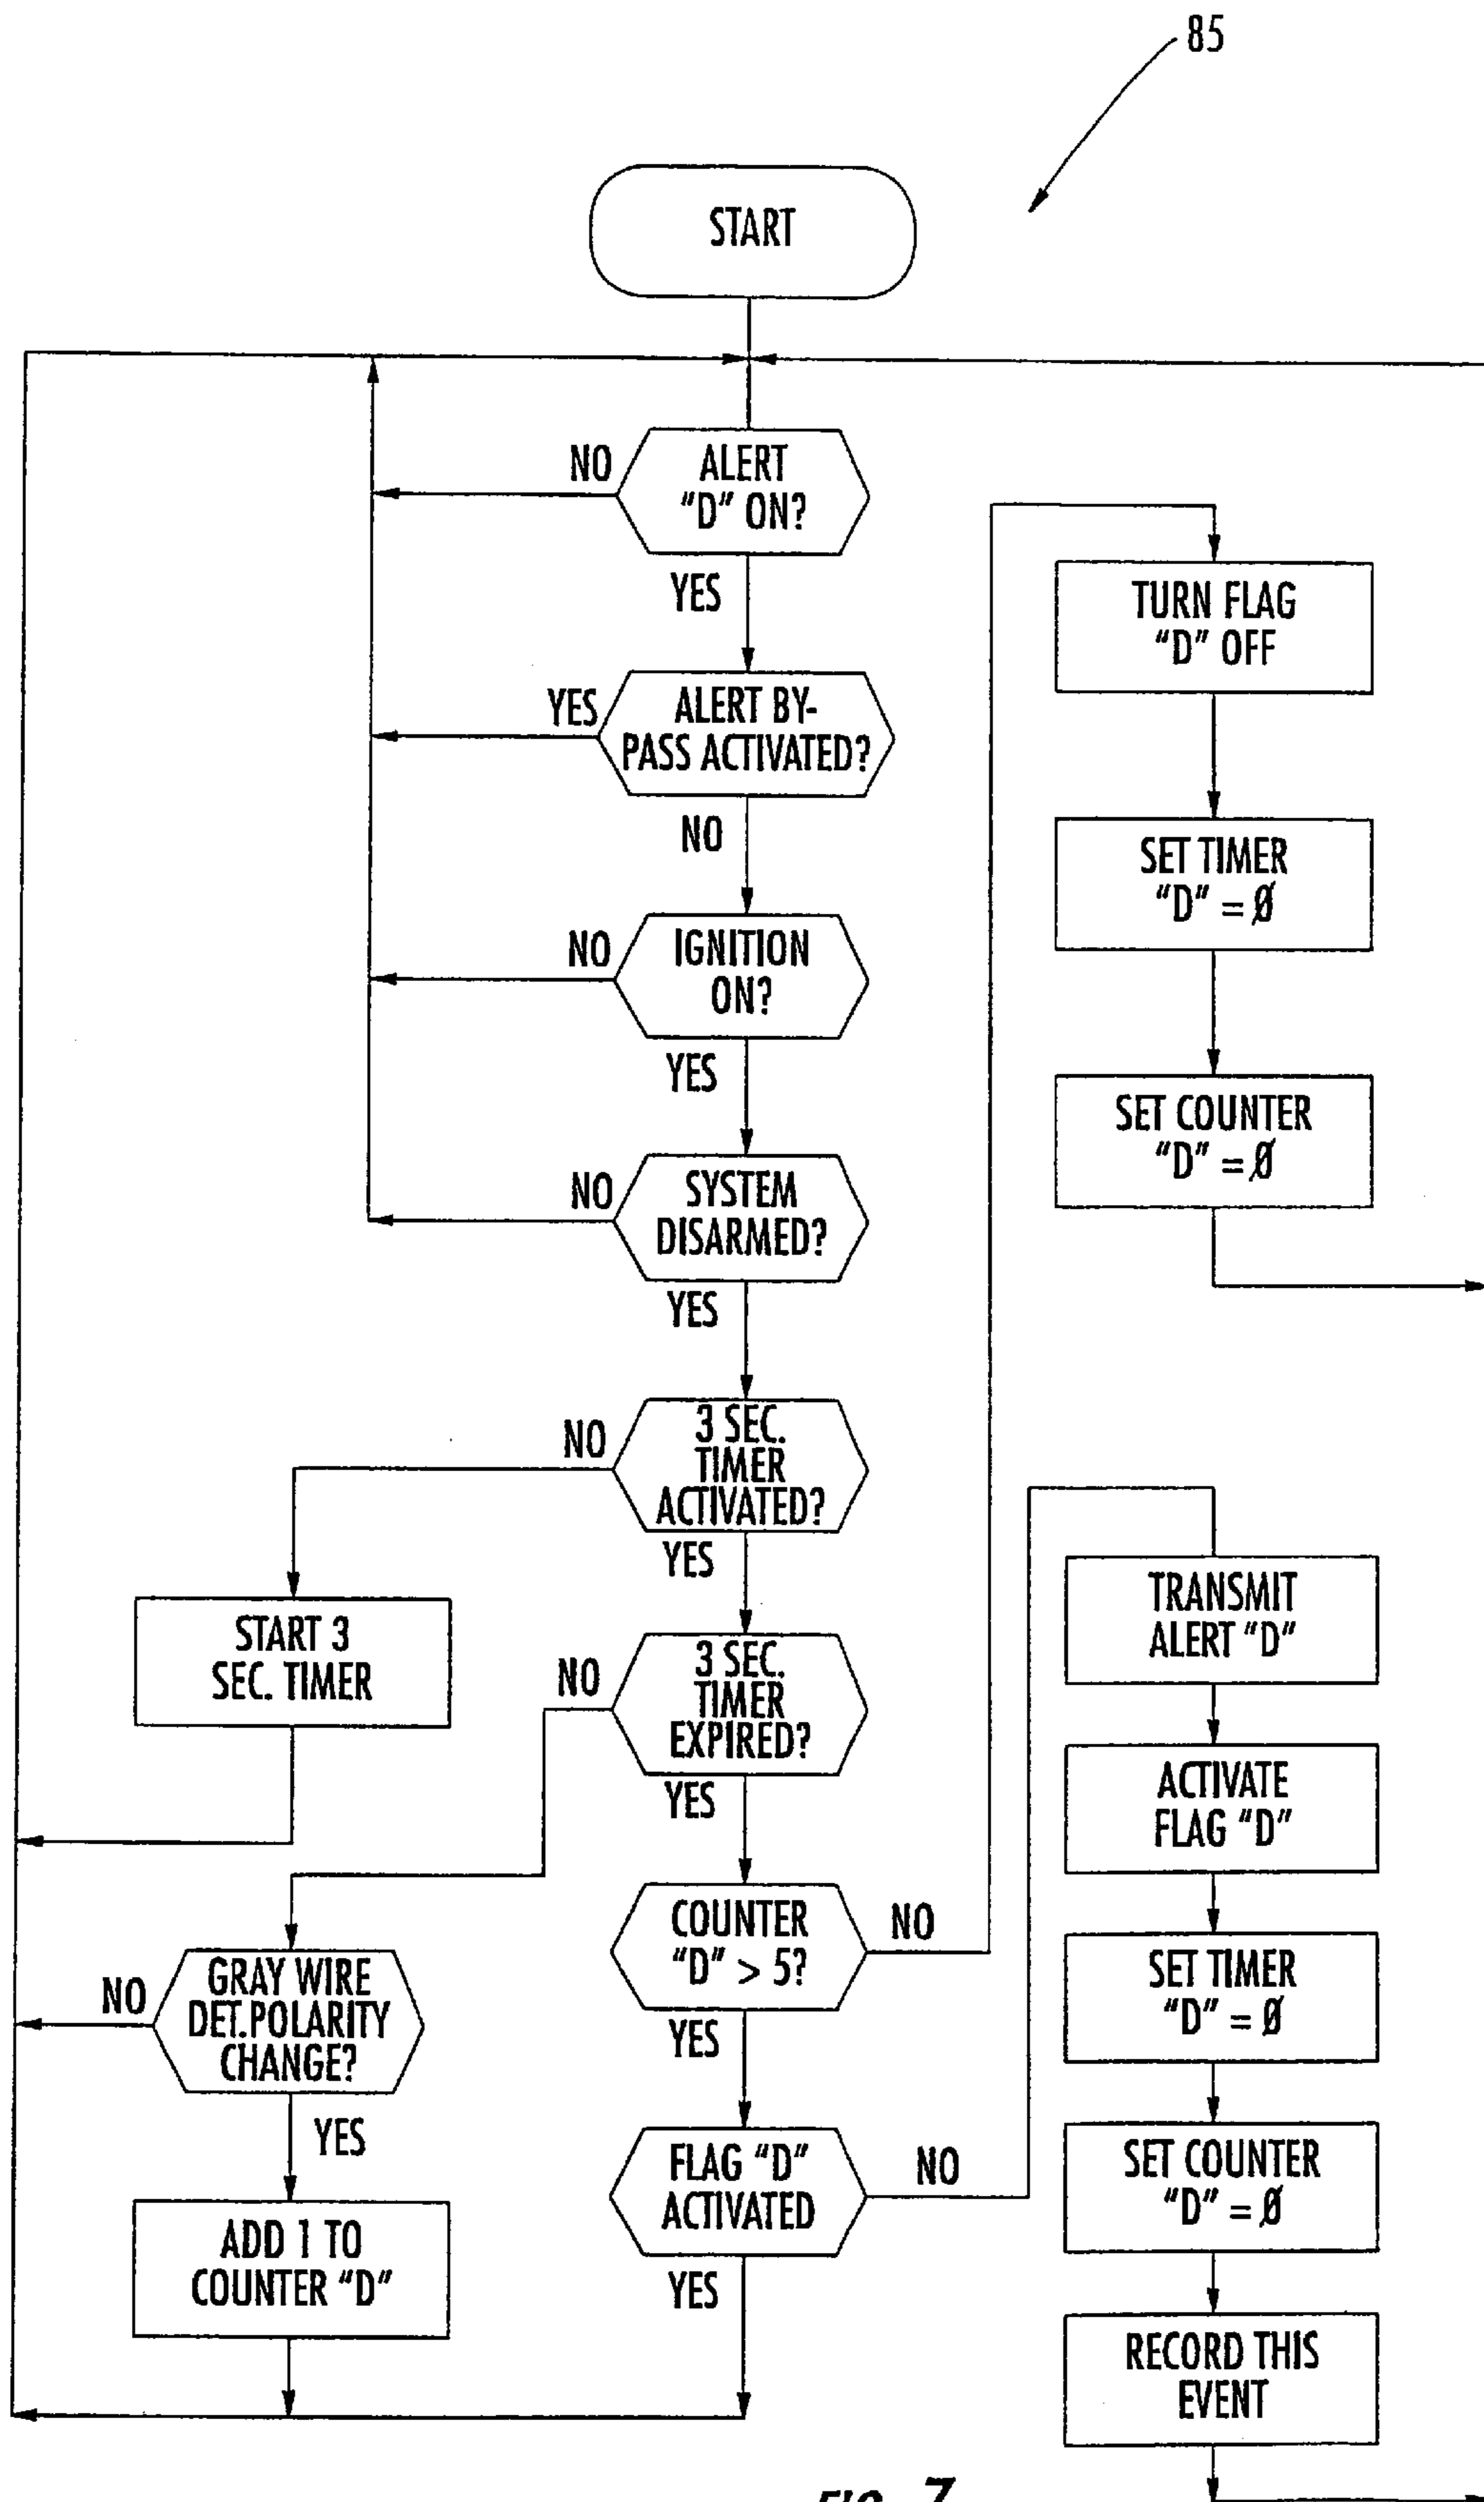 85
START
ALERT
"D" ON?
NO
YES
ALERT BY-
PASS ACTIVATED?
YES
NO
IGNITION
ON?
NO
YES
SYSTEM
DISARMED?
NO
YES
3 SEC.
TIMER
ACTIVATED?
NO
YES
START 3
SEC. TIMER
3 SEC.
TIMER
EXPIRED?
NO
YES
GRAY WIRE
DET.POLARITY
CHANGE?
NO
YES
ADD 1 TO
COUNTER "D"
COUNTER
"D" > 5?
NO
YES
FLAG "D"
ACTIVATED
NO
YES
TURN FLAG
"D" OFF
SET TIMER
"D" = Ø
SET COUNTER
"D" = Ø
TRANSMIT
ALERT "D"
ACTIVATE
FLAG "D"
SET TIMER
"D" = Ø
SET COUNTER
"D" = Ø
RECORD THIS
EVENT
FIG. 7